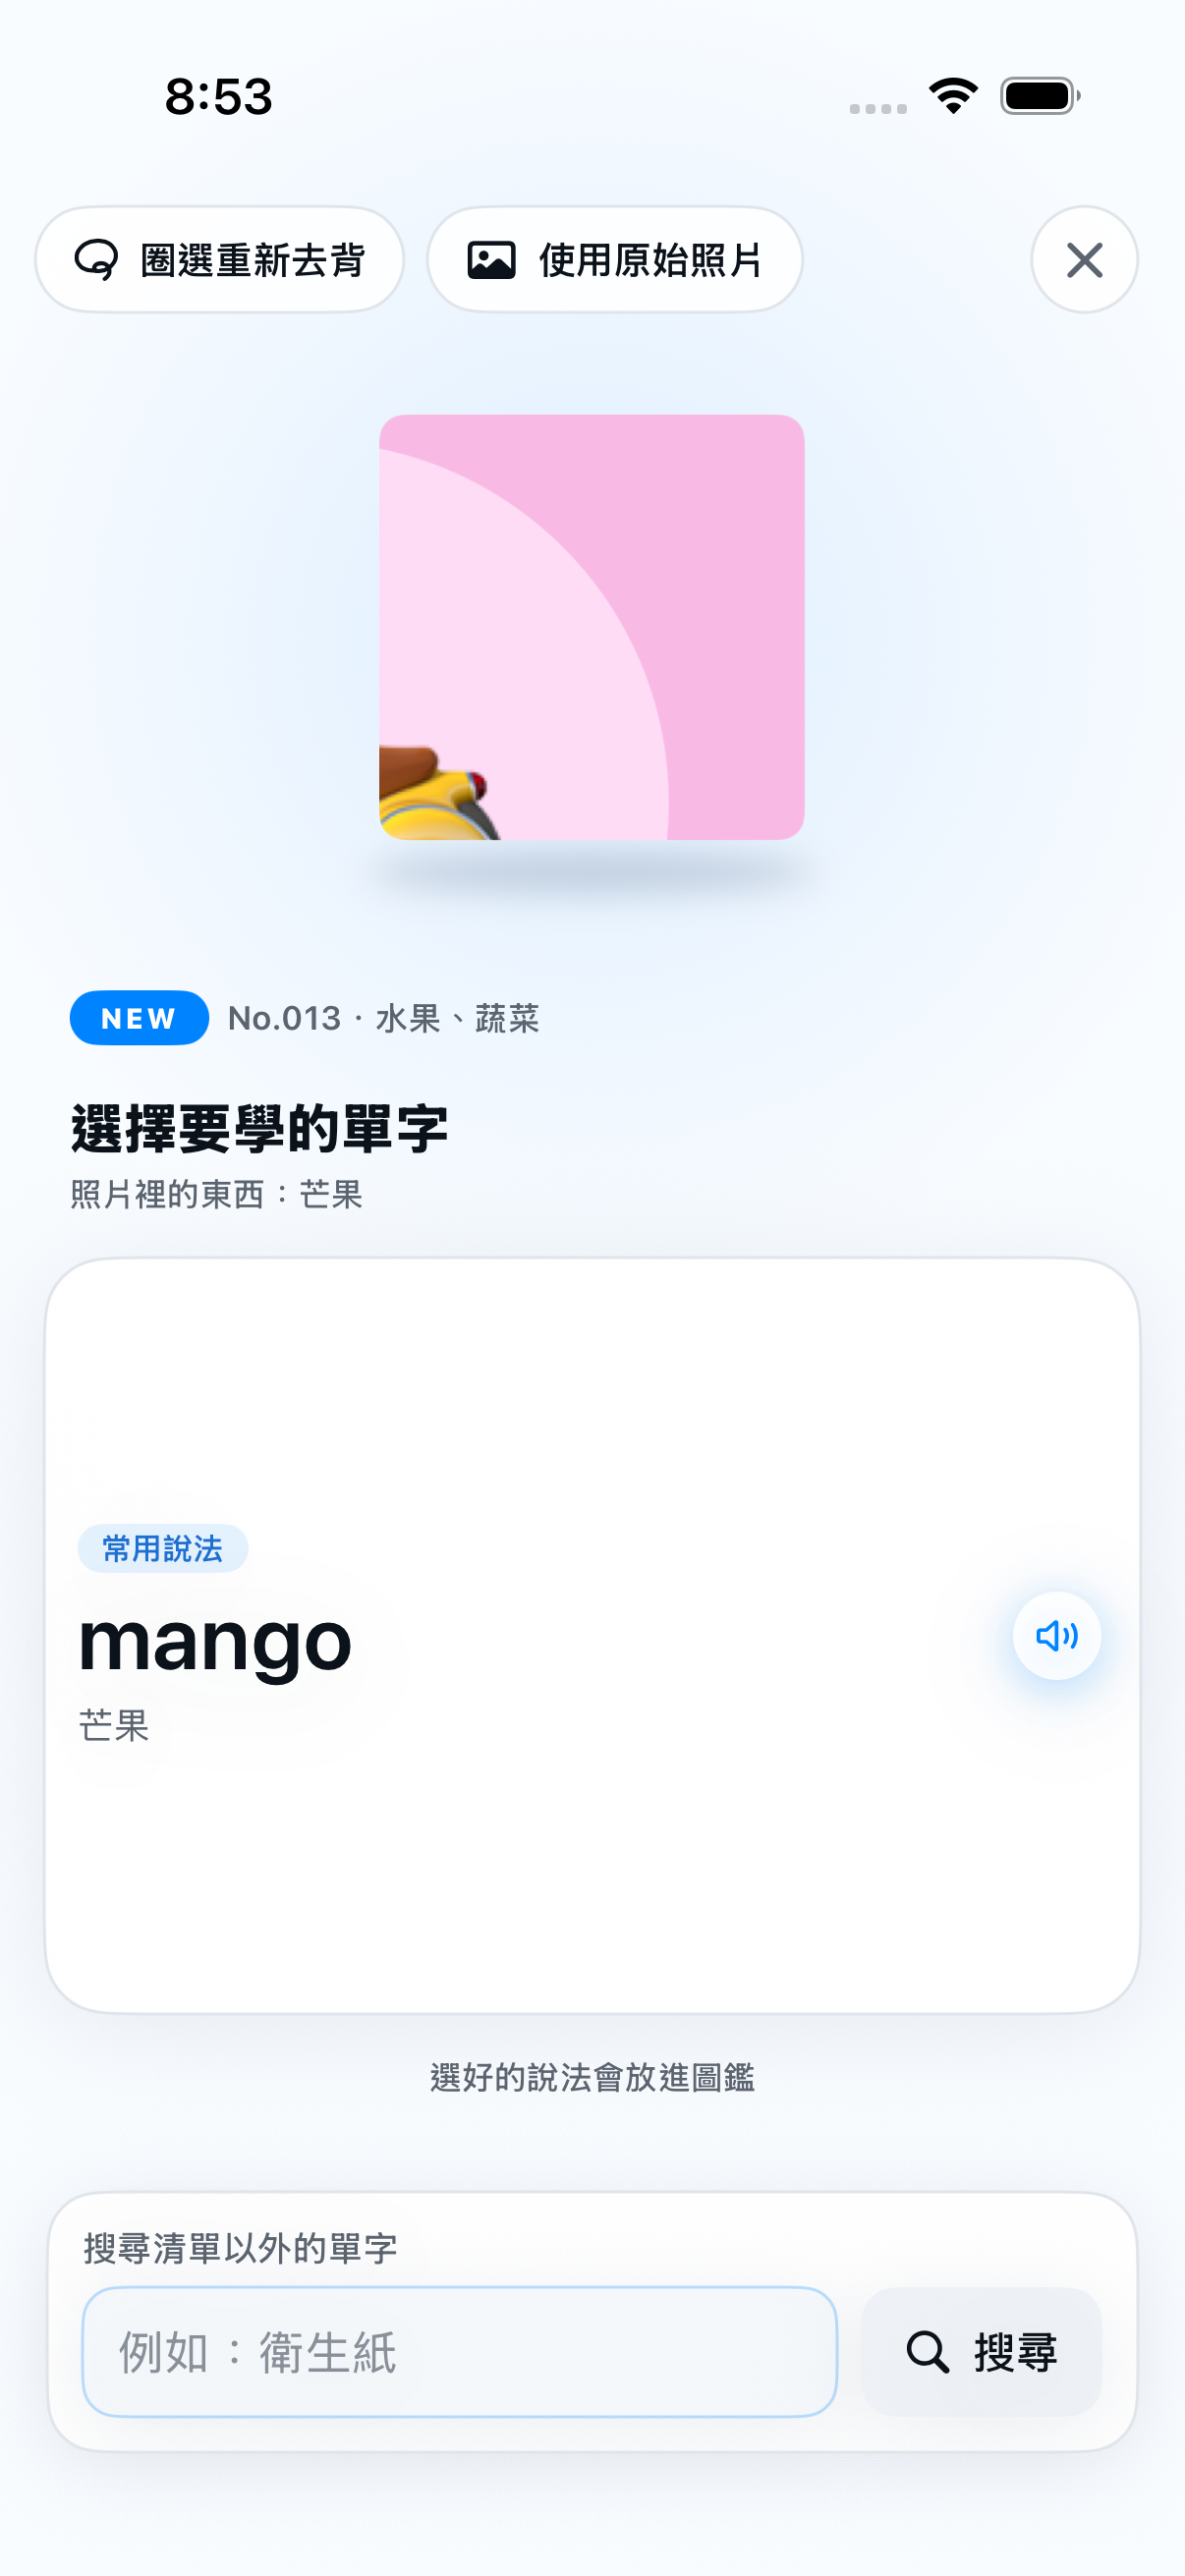 8:53
圈選重新去背
使用原始照片
NEW No.013 · 水果、蔬菜
選擇要學的單字
照片裡的東西：芒果
常用說法
mango
芒果
選好的說法會放進圖鑑
搜尋清單以外的單字
例如：衛生紙
搜尋